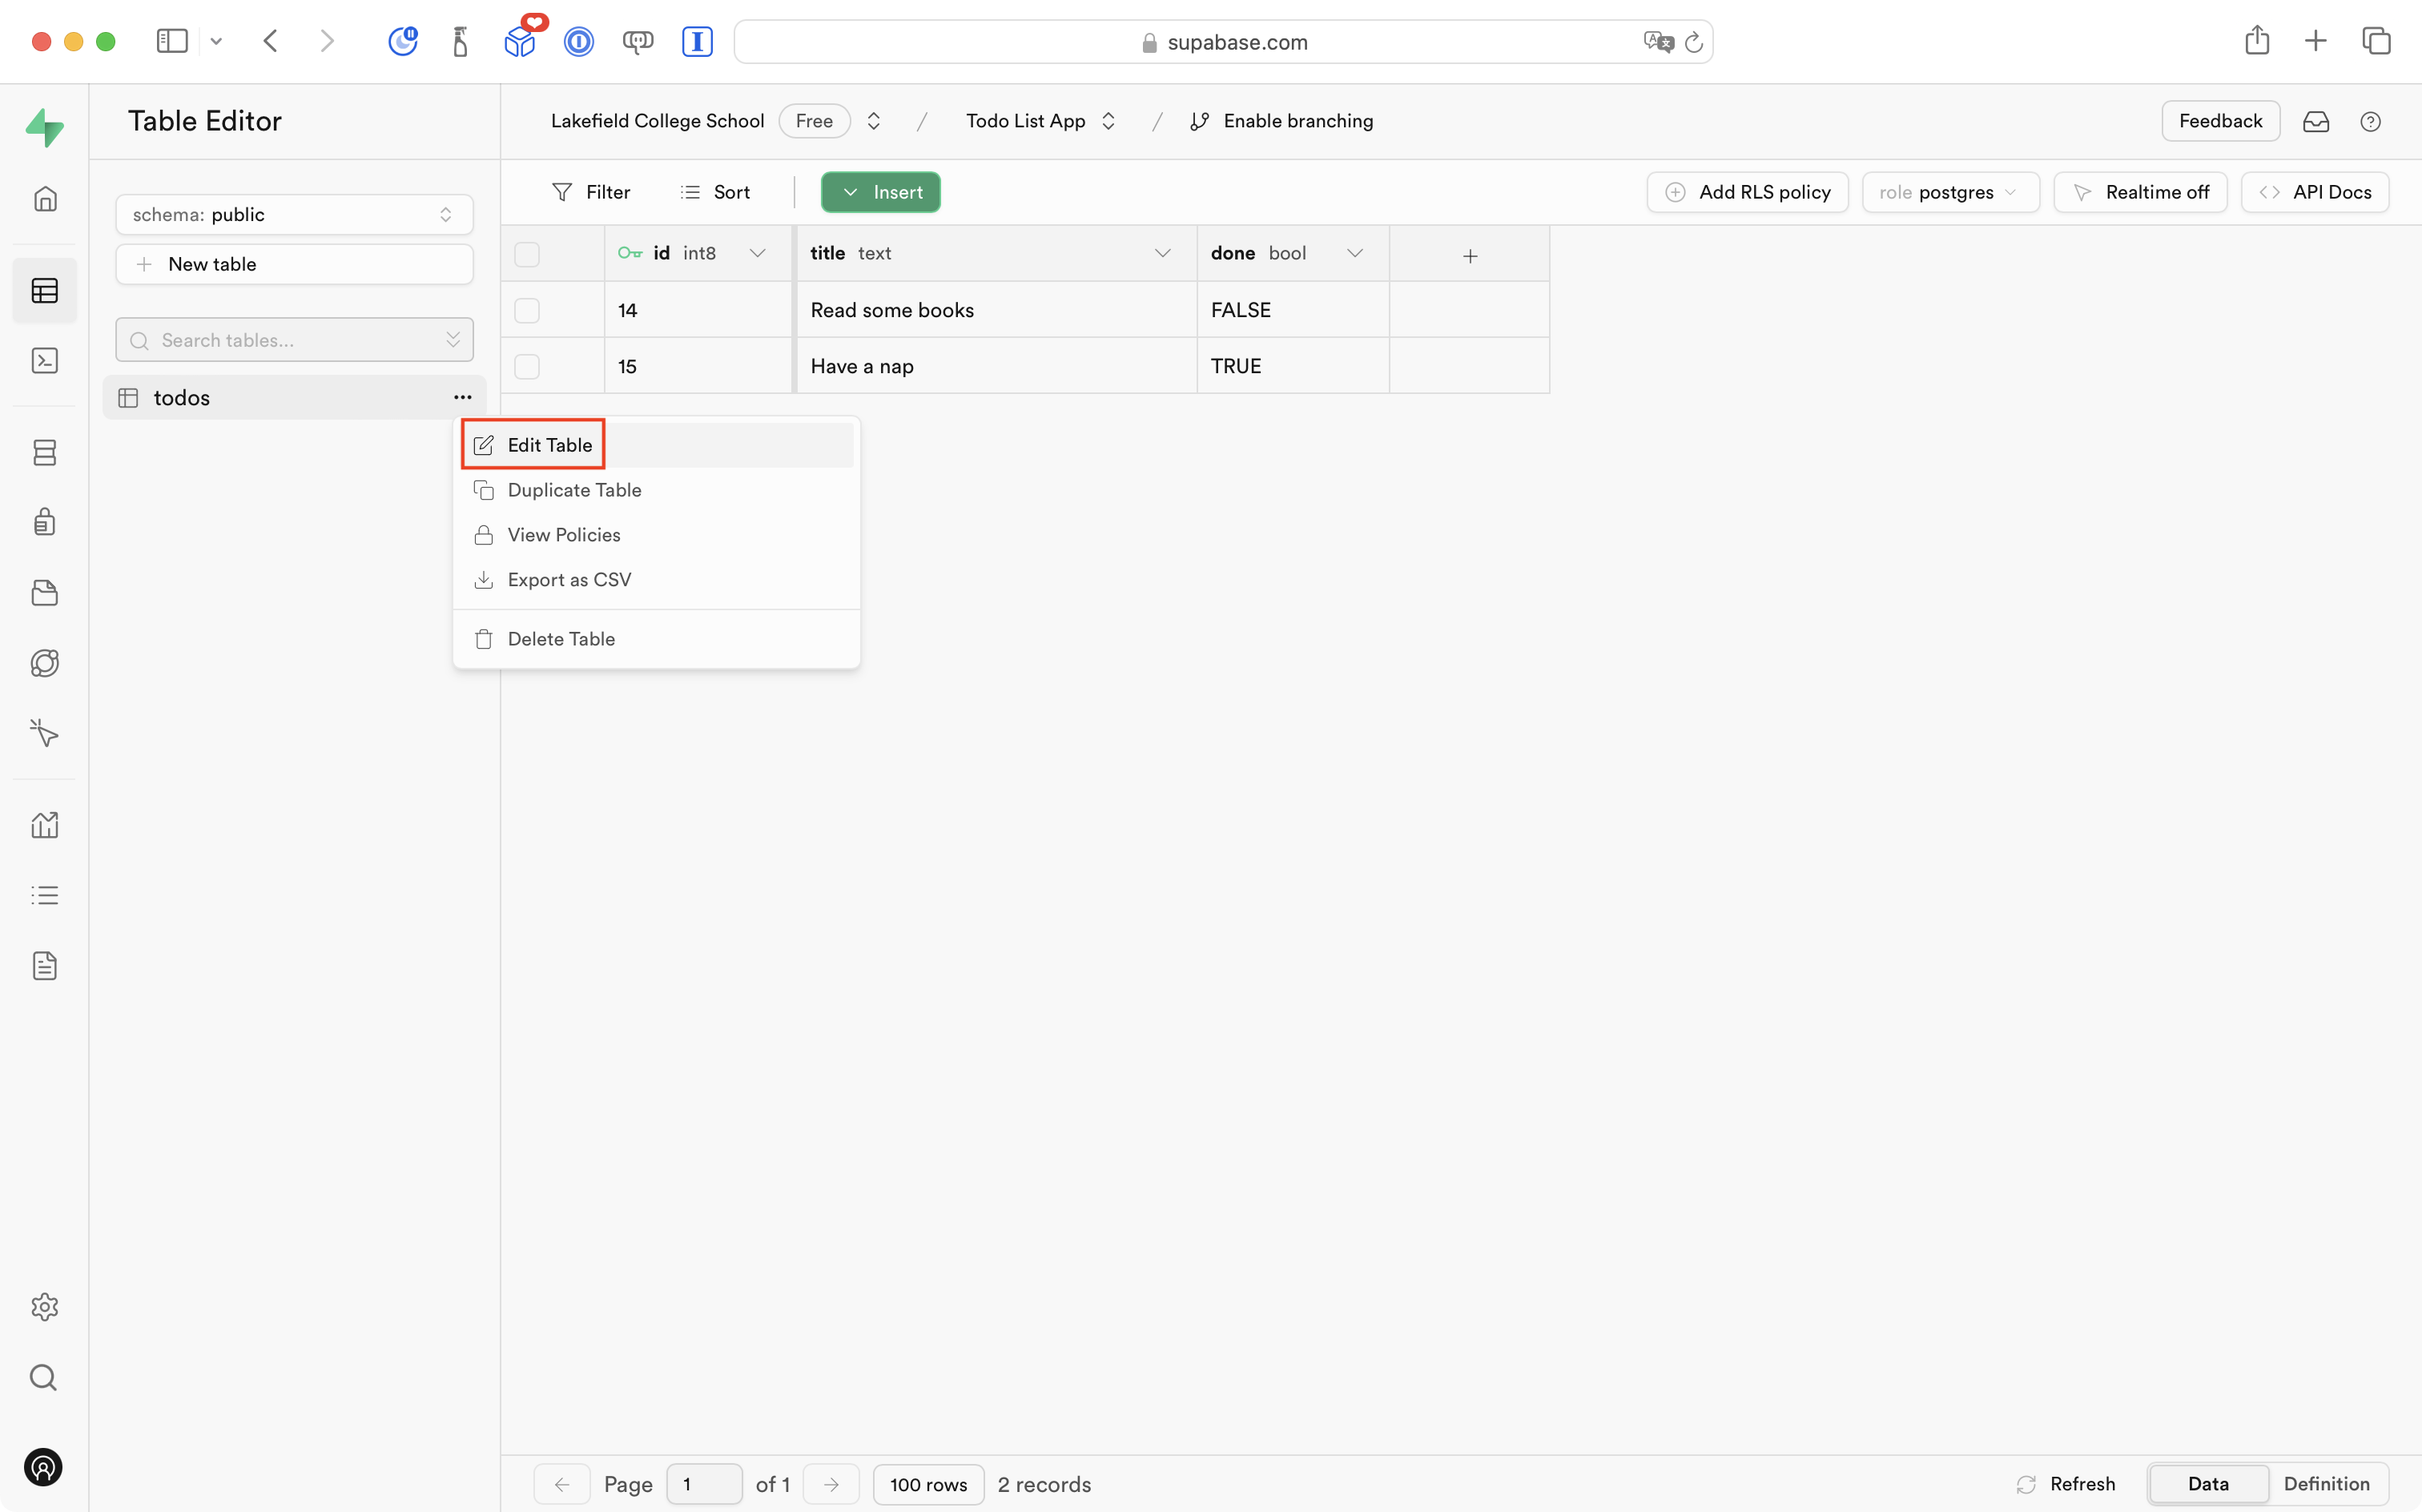 supabase.com
Table Editor
Lakefield College School Free / Todo List App / Enable branching
Feedback
schema: public
New table
Search tables...
todos
Filter Sort Insert
Add RLS policy role postgres Realtime off API Docs
id int8 title text done bool
14 Read some books FALSE
15 Have a nap TRUE
Edit Table
Duplicate Table
View Policies
Export as CSV
Delete Table
Page 1 of 1 100 rows 2 records
Refresh Data Definition